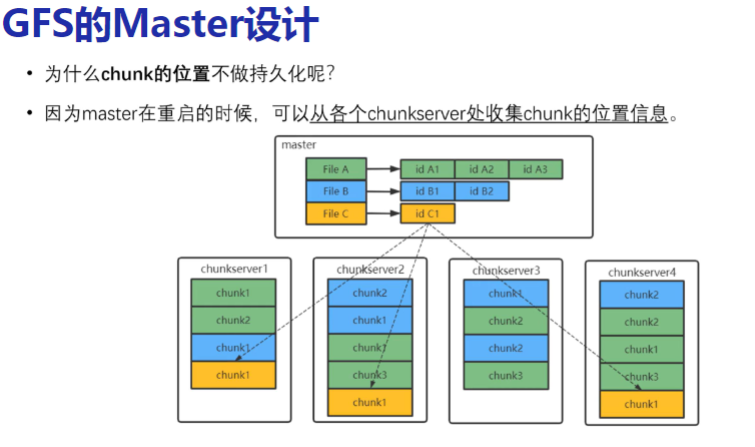 GFS的Master设计
• 为什么chunk的位置不做持久化呢？
• 因为master在重启的时候，可以从各个chunkserver处收集chunk的位置信息。
master
File A id A1 id A2 id A3
File B id B1 id B2
File C id C1
chunkserver1
chunk1
chunk2
chunk1
chunk1
chunkserver2
chunk2
chunk1
chunk1
chunk3
chunk1
chunkserver3
chunk1
chunk2
chunk2
chunk3
chunkserver4
chunk2
chunk2
chunk1
chunk3
chunk1